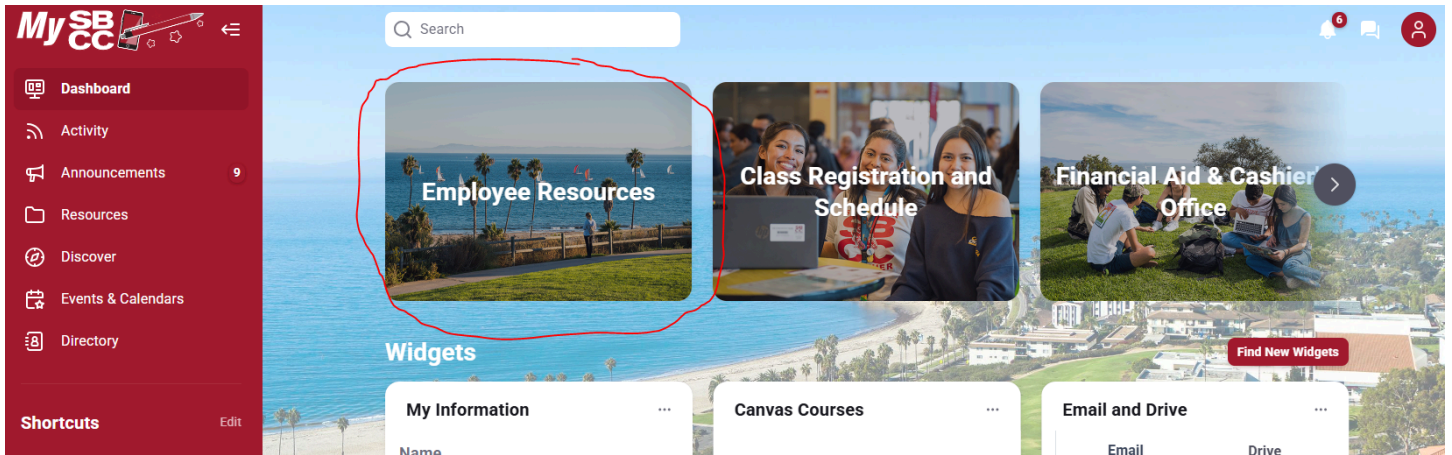 My SB CC
Search
6
Dashboard
Activity
Announcements 9
Resources
Discover
Events & Calendars
Directory
Shortcuts Edit
Employee Resources
Class Registration and
Schedule
Financial Aid & Cashier'
Office
Widgets
Find New Widgets
My Information
Name
Canvas Courses
Email and Drive
Email Drive